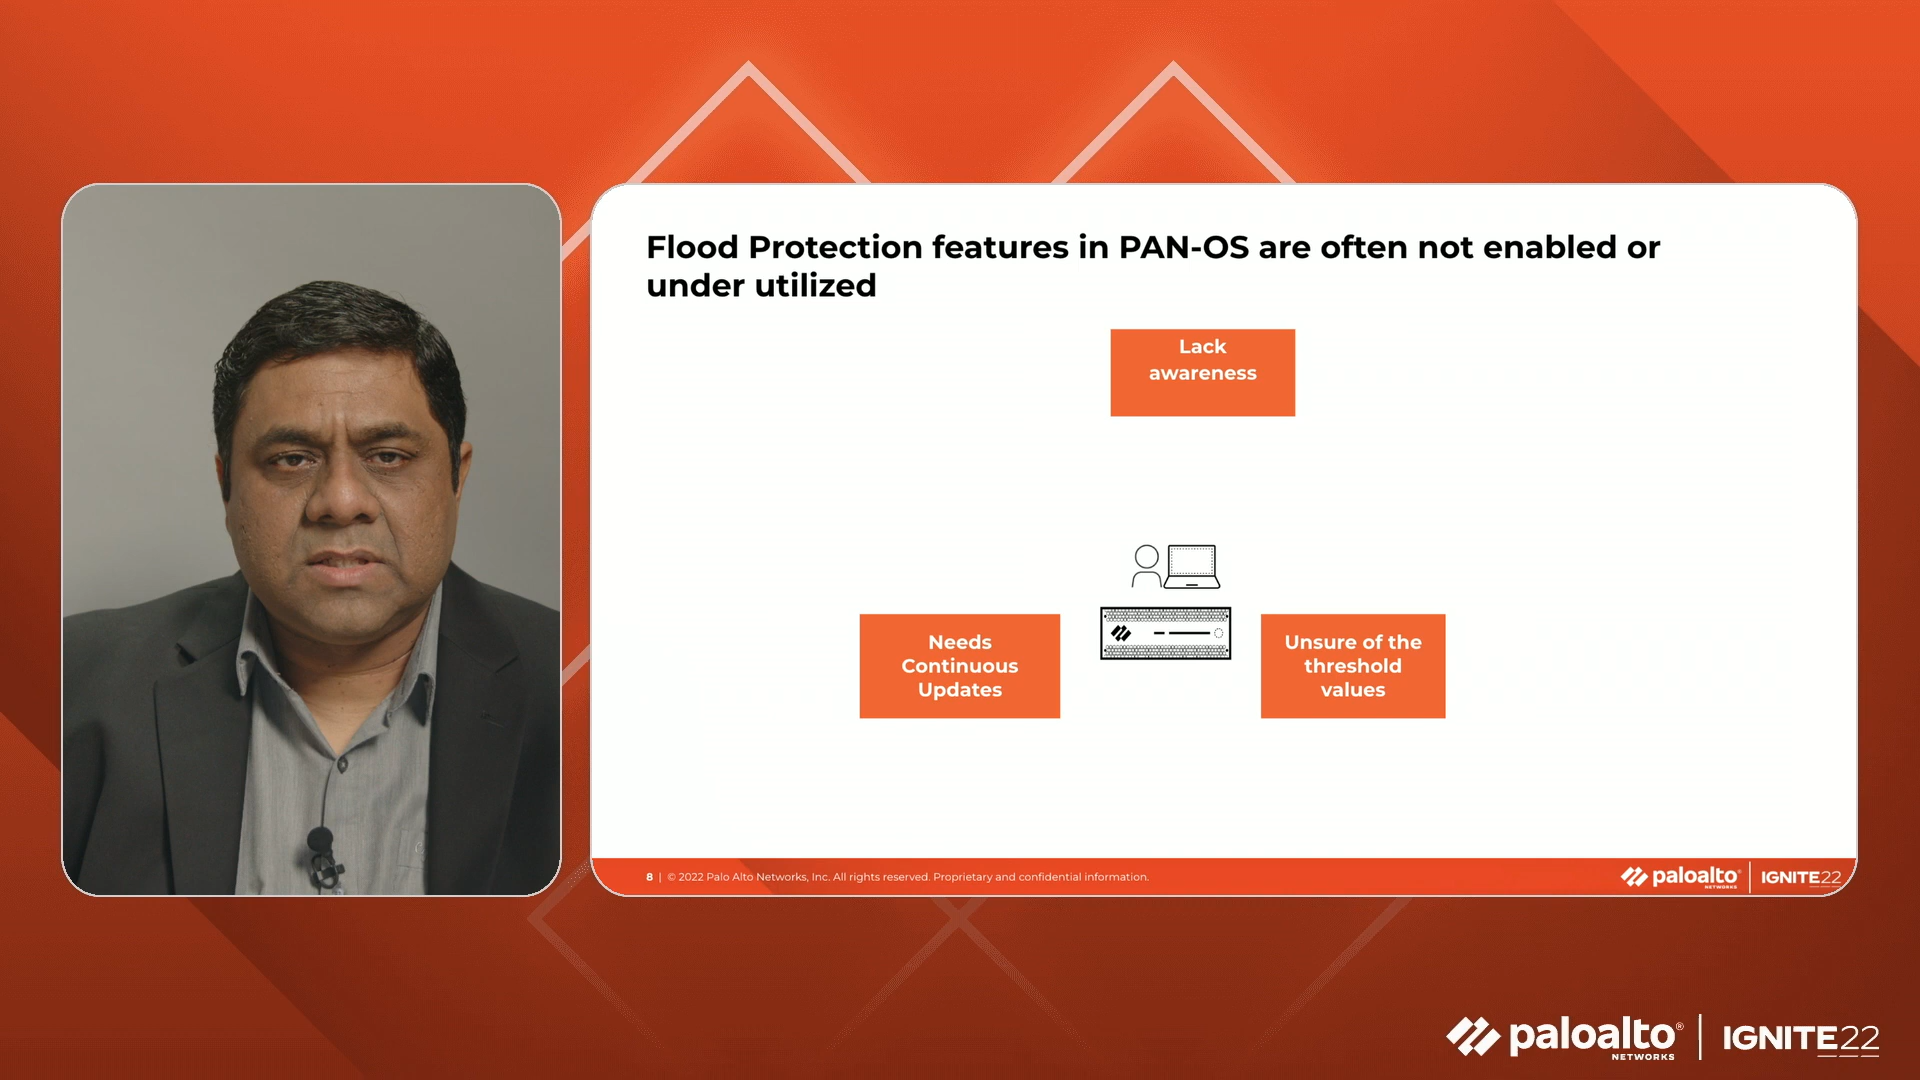 Flood Protection features in PAN-OS are often not enabled or
under utilized
Lack
awareness
Needs
Continuous
Updates
Unsure of the
threshold
values
8 | © 2022 Palo Alto Networks, Inc. All rights reserved. Proprietary and confidential information.
paloalto
NETWORKS
IGNITE22
paloalto®
NETWORKS
IGNITE22